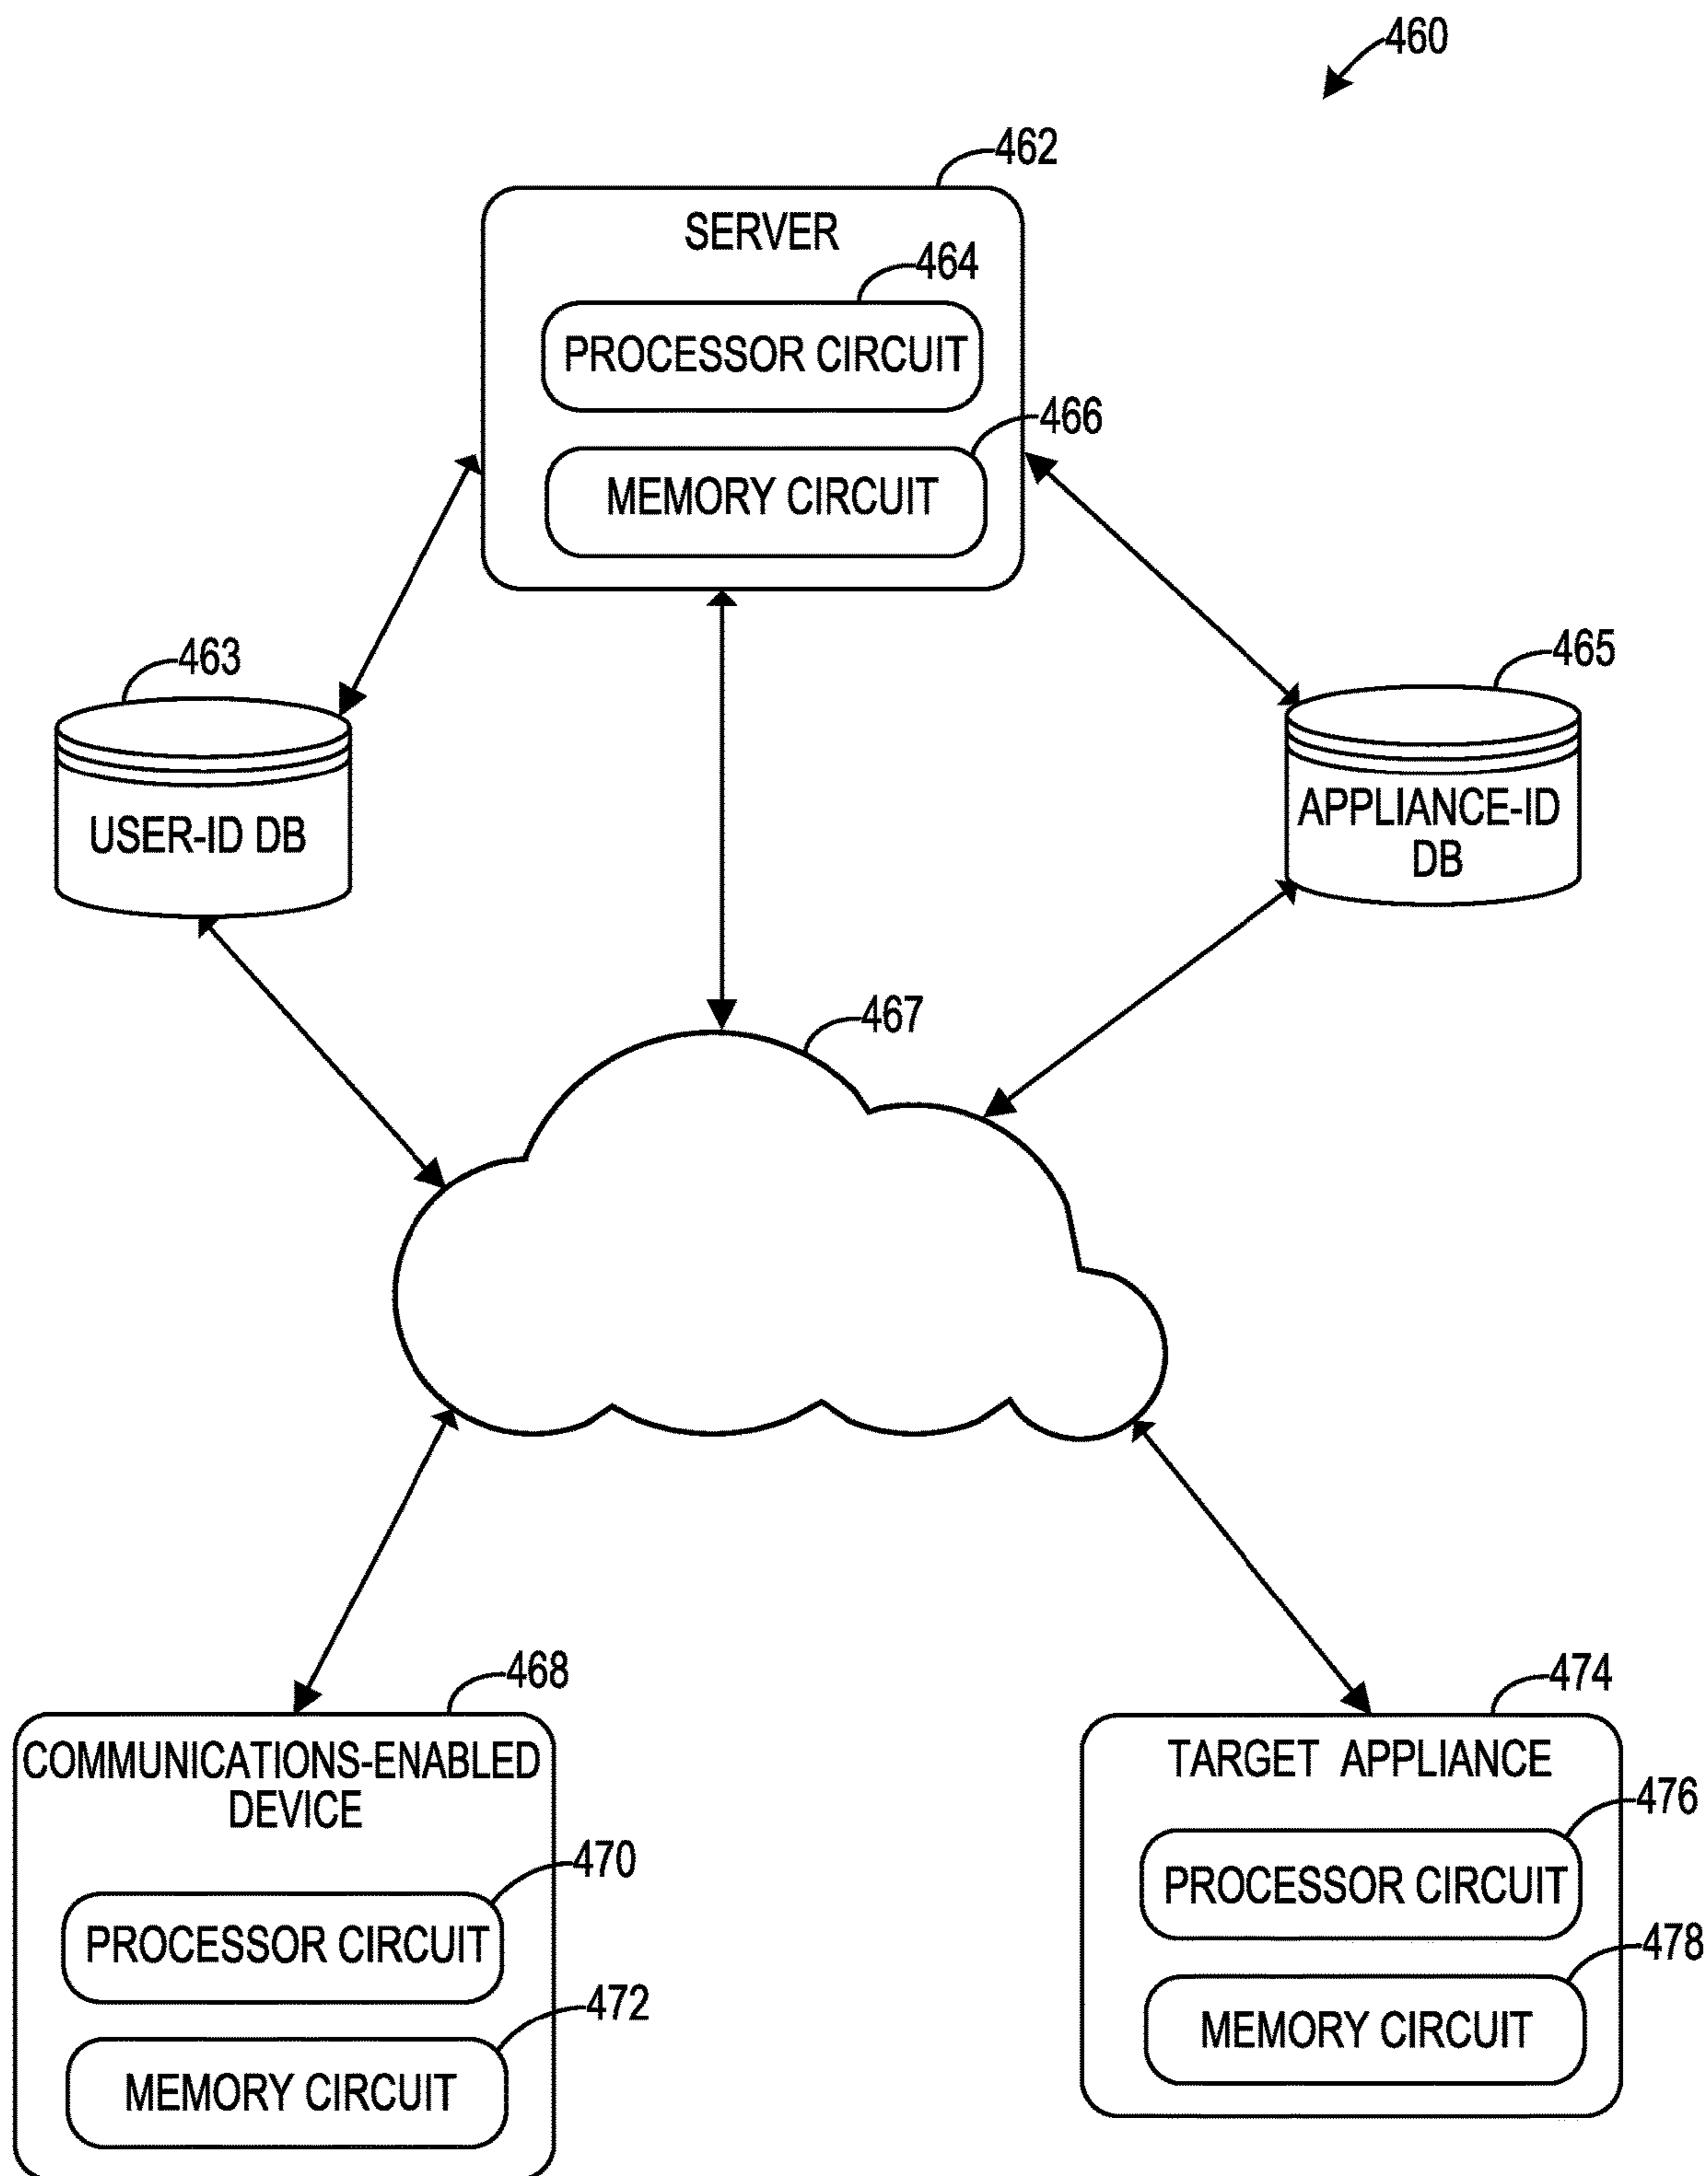 460
462
SERVER
464
PROCESSOR CIRCUIT
466
MEMORY CIRCUIT
463
USER-ID DB
465
APPLIANCE-ID
DB
467
468
COMMUNICATIONS-ENABLED
DEVICE
470
PROCESSOR CIRCUIT
472
MEMORY CIRCUIT
474
TARGET APPLIANCE
476
PROCESSOR CIRCUIT
478
MEMORY CIRCUIT